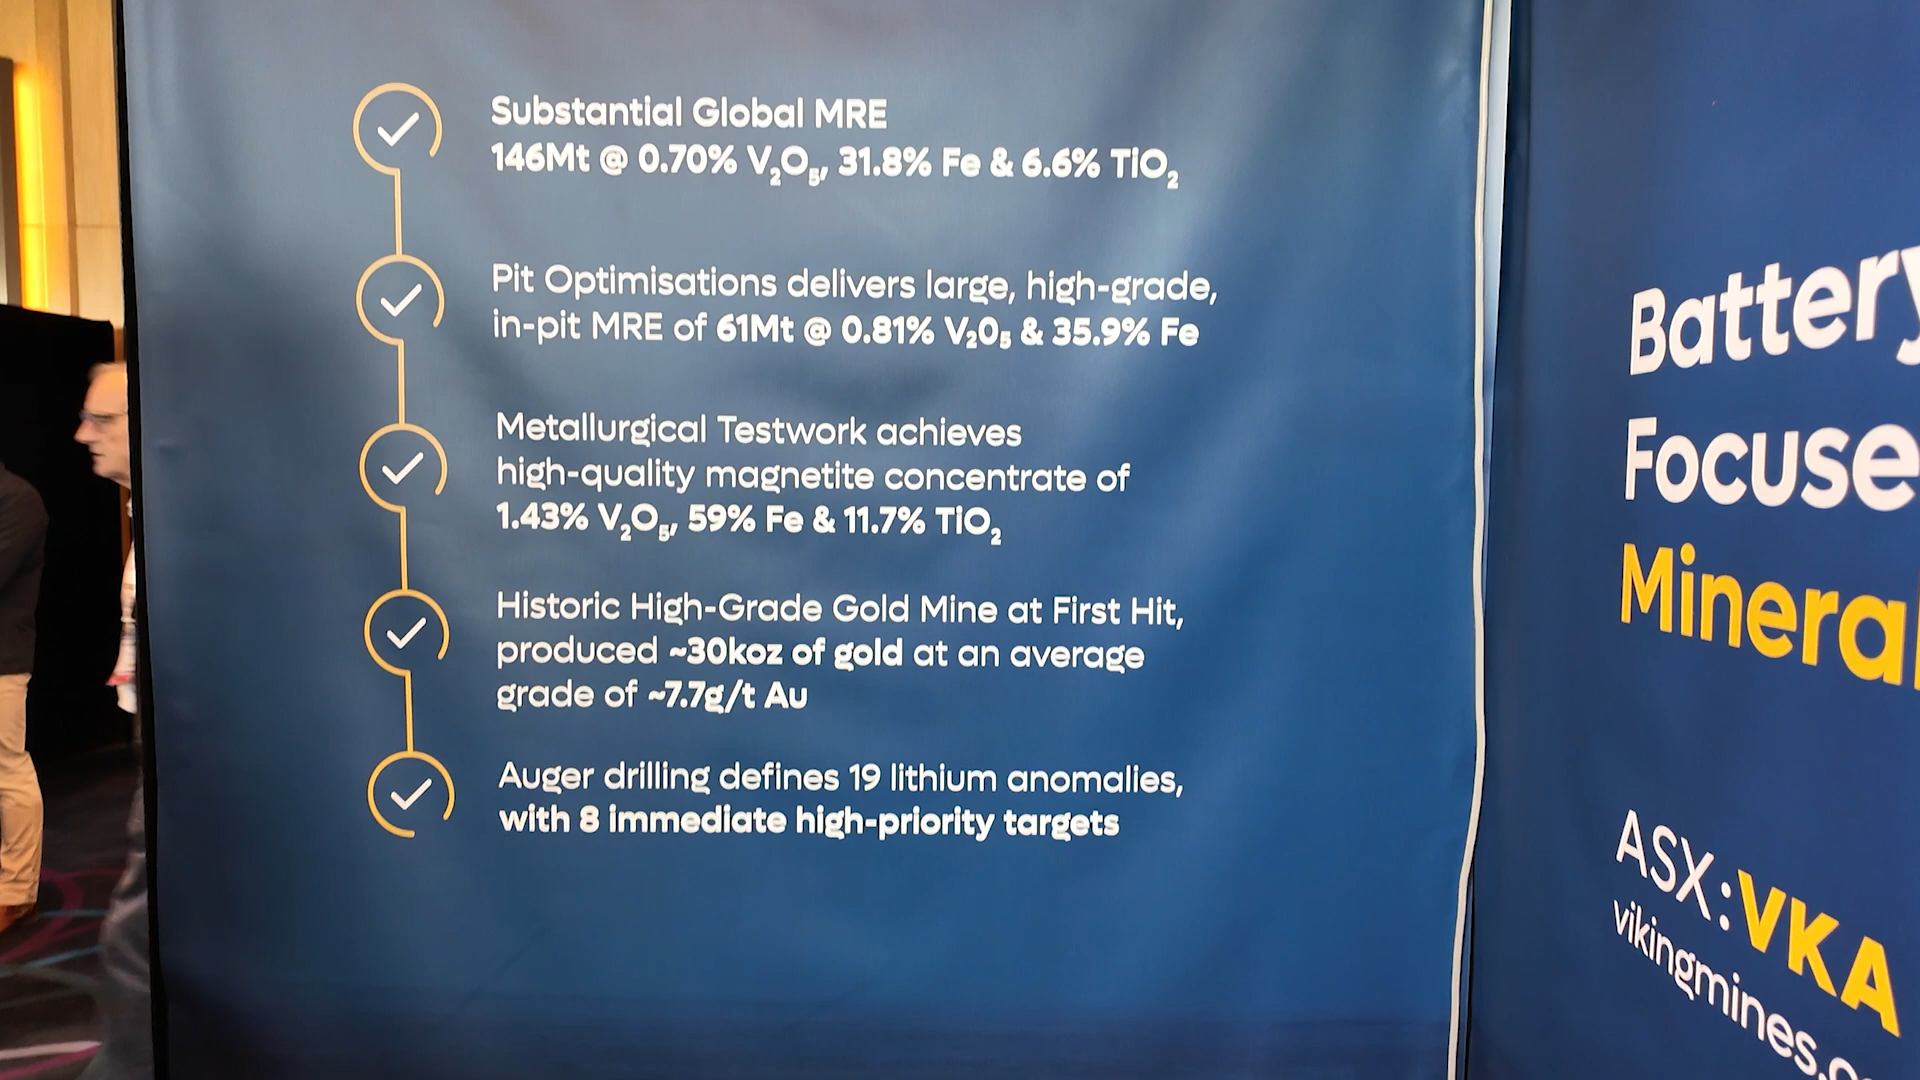 Substantial Global MRE
146Mt @ 0.70% V₂O₅, 31.8% Fe & 6.6% TiO₂
Pit Optimisations delivers large, high-grade,
in-pit MRE of 61Mt @ 0.81% V₂0₅ & 35.9% Fe
Metallurgical Testwork achieves
high-quality magnetite concentrate of
1.43% V₂O₅, 59% Fe & 11.7% TiO₂
Historic High-Grade Gold Mine at First Hit,
produced ~30koz of gold at an average
grade of ~7.7g/t Au
Auger drilling defines 19 lithium anomalies,
with 8 immediate high-priority targets
Battery
Focuse
Mineral
ASX:VKA
vikingmines.